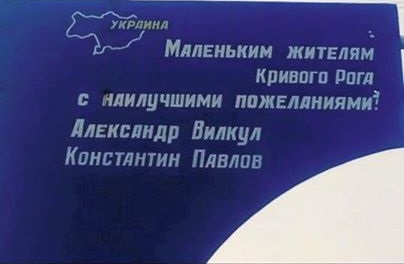 УКРАИНА
Маленьким жителям
Кривого Рога
с наилучшими пожеланиями!
Александр Вилкул
Константин Павлов